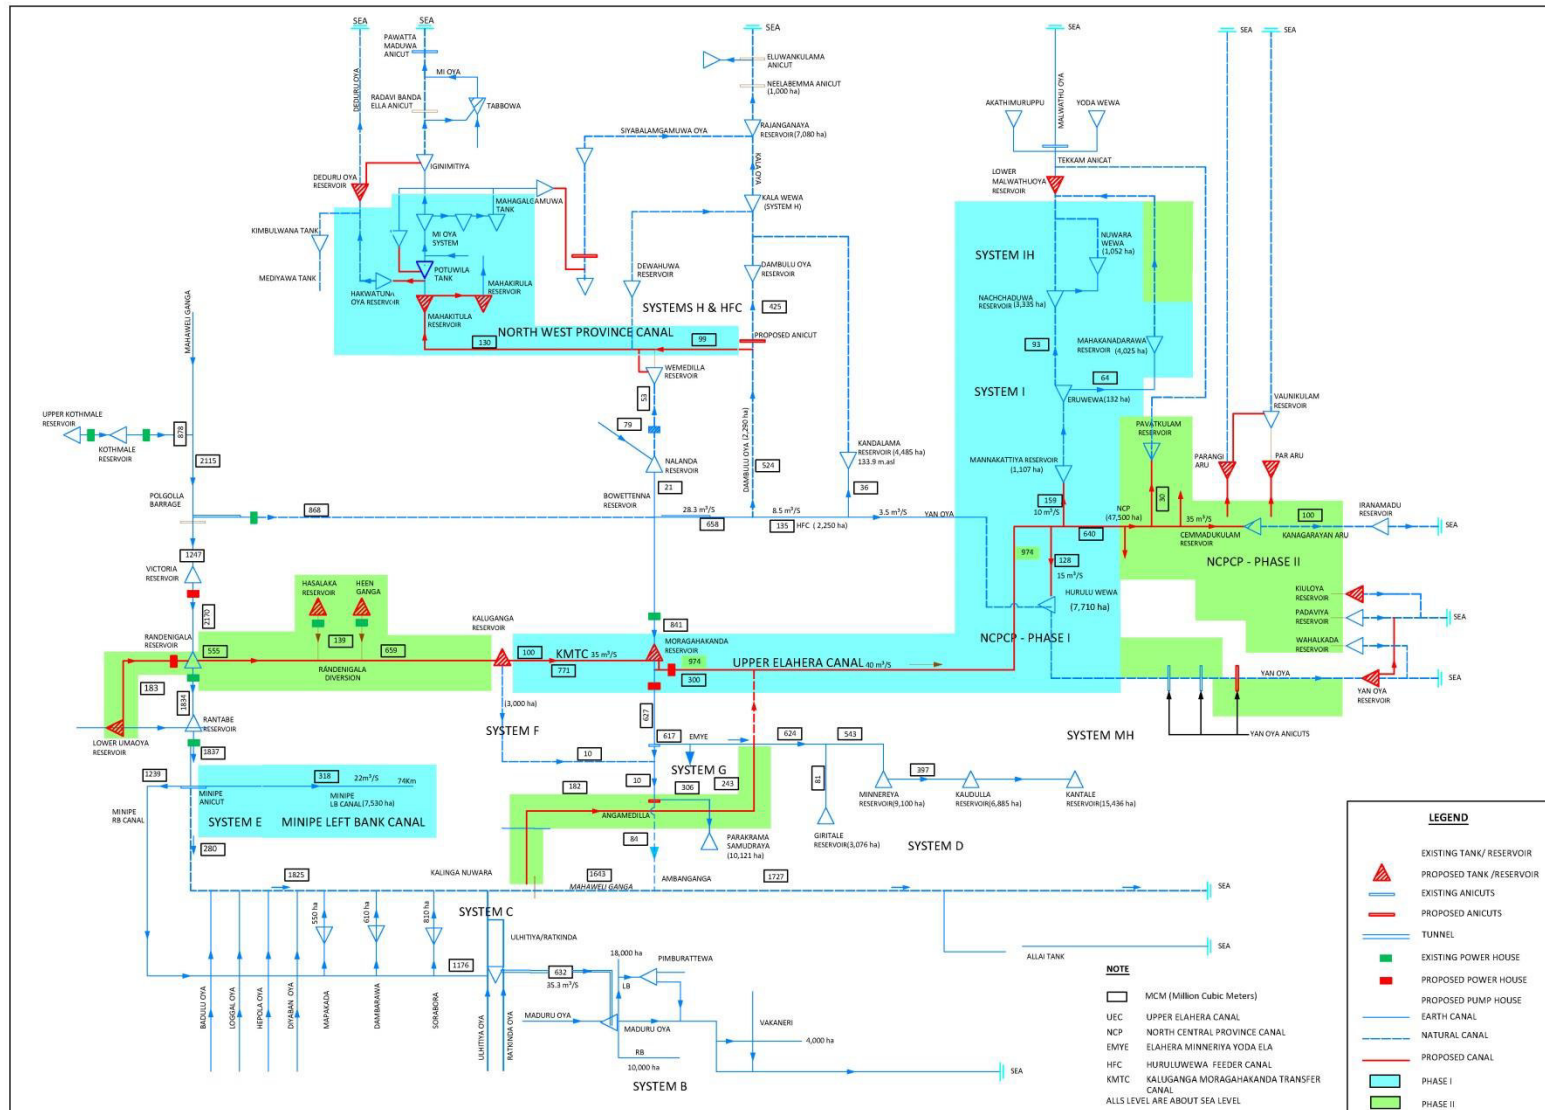 SEA
SEA
SEA
SEA
SEA
SEA
PAWATTA
MADUWA
ANICUT
MI OYA
DEDURU OYA
RADAVI BANDA
ELLA ANICUT
TABBOWA
IGINIMITIYA
DEDURU OYA
RESERVOIR
KIMBULWANA TANK
MEDIYAWA TANK
MAHAGALGAMUWA
TANK
MI OYA
SYSTEM
POTUWILA
TANK
HAKWATUNA
OYA RESERVOIR
MAHAKIRULA
RESERVOIR
MAHAKITULA
RESERVOIR
NORTH WEST PROVINCE CANAL
130
99
ELUWANKULAMA
ANICUT
NEELABEMMA ANICUT
(1,000 ha)
RAJANGANAYA
RESERVOIR (7,080 ha)
SIYABALAMGAMUWA OYA
KALA OYA
KALA WEWA
(SYSTEM H)
DEWAHUWA
RESERVOIR
DAMBULU OYA
RESERVOIR
SYSTEMS H & HFC
425
PROPOSED ANICUT
WEMEDILLA
RESERVOIR
53
79
NALANDA
RESERVOIR
21
BOWETTENNA
RESERVOIR
DAMBULU OYA (2,290 ha)
524
KANDALAMA
RESERVOIR (4,485 ha)
133.9 m.asl
36
28.3 m³/S
658
8.5 m³/S
135
HFC ( 2,250 ha)
3.5 m³/S
YAN OYA
AKATHIMURUPPU
YODA WEWA
MALWATHU OYA
TEKKAM ANICAT
LOWER
MALWATHUOYA
RESERVOIR
SYSTEM IH
NUWARA
WEWA
(1,052 ha)
NACHCHADUWA
RESERVOIR (3,335 ha)
93
MAHAKANADARAWA
RESERVOIR (4,025 ha)
64
SYSTEM I
ERUWEWA (132 ha)
MANNAKATTIYA RESERVOIR
(1,107 ha)
159
10 m³/S
PAVATKULAM
RESERVOIR
PARANGI
ARU
PAR ARU
VAUNIKULAM
RESERVOIR
30
NCP
(47,500 ha)
640
35 m³/S
CEMMADUKULAM
RESERVOIR
100
KANAGARAYAN ARU
IRANAMADU
RESERVOIR
SEA
974
128
15 m³/S
HURULU WEWA
(7,710 ha)
NCPCP - PHASE II
NCPCP - PHASE I
KIULOYA
RESERVOIR
PADAVIYA
RESERVOIR
SEA
WAHALKADA
RESERVOIR
YAN OYA
YAN OYA
RESERVOIR
SEA
YAN OYA ANICUTS
SYSTEM MH
MAHAWELI GANGA
UPPER KOTHMALE
RESERVOIR
KOTHMALE
RESERVOIR
878
2115
POLGOLLA
BARRAGE
868
1247
VICTORIA
RESERVOIR
2170
RANDENIGALA
RESERVOIR
555
HASALAKA
RESERVOIR
HEEN
GANGA
139
659
RANDENIGALA
DIVERSION
KALUGANGA
RESERVOIR
100
KMTC 35 m³/S
771
841
MORAGAHAKANDA
RESERVOIR
974
300
UPPER ELAHERA CANAL 40 m³/S
183
1834
RANTABE
RESERVOIR
LOWER UMAOYA
RESERVOIR
1837
(3,000 ha)
SYSTEM F
627
617
EMYE
624
543
10
SYSTEM G
10
182
306
243
81
397
MINNEREYA
RESERVOIR(9,100 ha)
KAUDULLA
RESERVOIR (6,885 ha)
KANTALE
RESERVOIR (15,436 ha)
GIRITALE
RESERVOIR(3,076 ha)
SYSTEM D
ANGAMEDILLA
PARAKRAMA
SAMUDRAYA
(10,121 ha)
84
1239
318
22m³/S
74Km
MINIPE
ANICUT
MINIPE
LB CANAL (7,530 ha)
MINIPE
RB CANAL
SYSTEM E
MINIPE LEFT BANK CANAL
280
1825
KALINGA NUWARA
1643
MAHAWELI GANGA
AMBANGANGA
1727
SEA
SYSTEM C
550 ha
610 ha
810 ha
ULHITIYA/RATKINDA
1176
632
35.3 m³/S
18,000 ha
LB
PIMBURATTEWA
MADURU OYA
MADURU OYA
RB
10,000 ha
SYSTEM B
VAKANERI
4,000 ha
SEA
ALLAI TANK
SEA
BADULU OYA
LOGGAL OYA
HEPOLA OYA
DIYABAN OYA
MAPAKADA
DAMBARAWA
SORABORA
ULHITIYA OYA
RATKINDA OYA
NOTE
MCM (Million Cubic Meters)
UEC UPPER ELAHERA CANAL
NCP NORTH CENTRAL PROVINCE CANAL
EMYE ELAHERA MINNERIYA YODA ELA
HFC HURULUWEWA FEEDER CANAL
KMTC KALUGANGA MORAGAHAKANDA TRANSFER
CANAL
ALLS LEVEL ARE ABOUT SEA LEVEL
LEGEND
EXISTING TANK/ RESERVOIR
PROPOSED TANK /RESERVOIR
EXISTING ANICUTS
PROPOSED ANICUTS
TUNNEL
EXISTING POWER HOUSE
PROPOSED POWER HOUSE
PROPOSED PUMP HOUSE
EARTH CANAL
NATURAL CANAL
PROPOSED CANAL
PHASE I
PHASE II